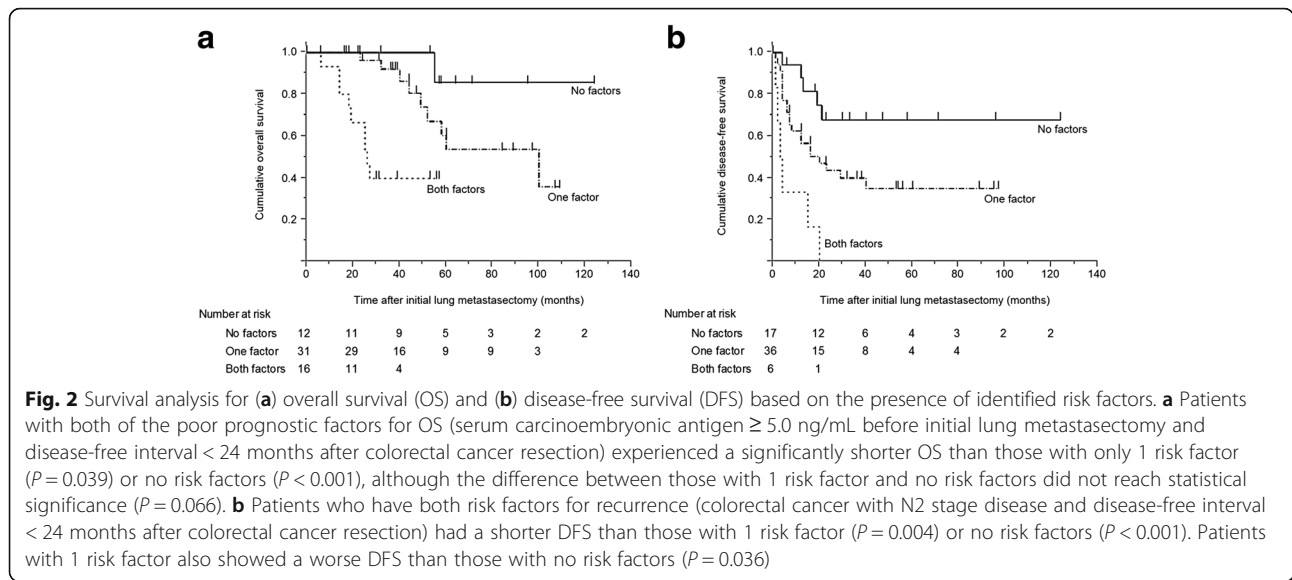 a
Cumulative overall survival
1.0
0.8
0.6
0.4
0.2
No factors
One factor
Both factors
0 20 40 60 80 100 120 140
Time after initial lung metastasectomy (months)
Number at risk
No factors 12 11 9 5 3 2 2
One factor 31 29 16 9 9 3
Both factors 16 11 4
b
Cumulative disease-free survival
1.0
0.8
0.6
0.4
0.2
No factors
One factor
Both factors
0 20 40 60 80 100 120 140
Time after initial lung metastasectomy (months)
Number at risk
No factors 17 12 6 4 3 2 2
One factor 36 15 8 4 4
Both factors 6 1
Fig. 2 Survival analysis for (a) overall survival (OS) and (b) disease-free survival (DFS) based on the presence of identified risk factors. a Patients
with both of the poor prognostic factors for OS (serum carcinoembryonic antigen ≥ 5.0 ng/mL before initial lung metastasectomy and
disease-free interval < 24 months after colorectal cancer resection) experienced a significantly shorter OS than those with only 1 risk factor
(P = 0.039) or no risk factors (P < 0.001), although the difference between those with 1 risk factor and no risk factors did not reach statistical
significance (P = 0.066). b Patients who have both risk factors for recurrence (colorectal cancer with N2 stage disease and disease-free interval
< 24 months after colorectal cancer resection) had a shorter DFS than those with 1 risk factor (P = 0.004) or no risk factors (P < 0.001). Patients
with 1 risk factor also showed a worse DFS than those with no risk factors (P = 0.036)